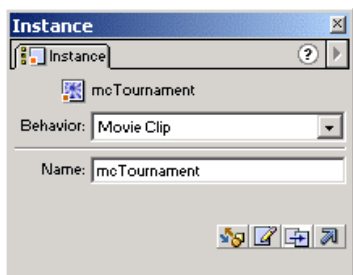 Instance
Instance
?
mcTournament
Behavior: Movie Clip
Name: mcTournament